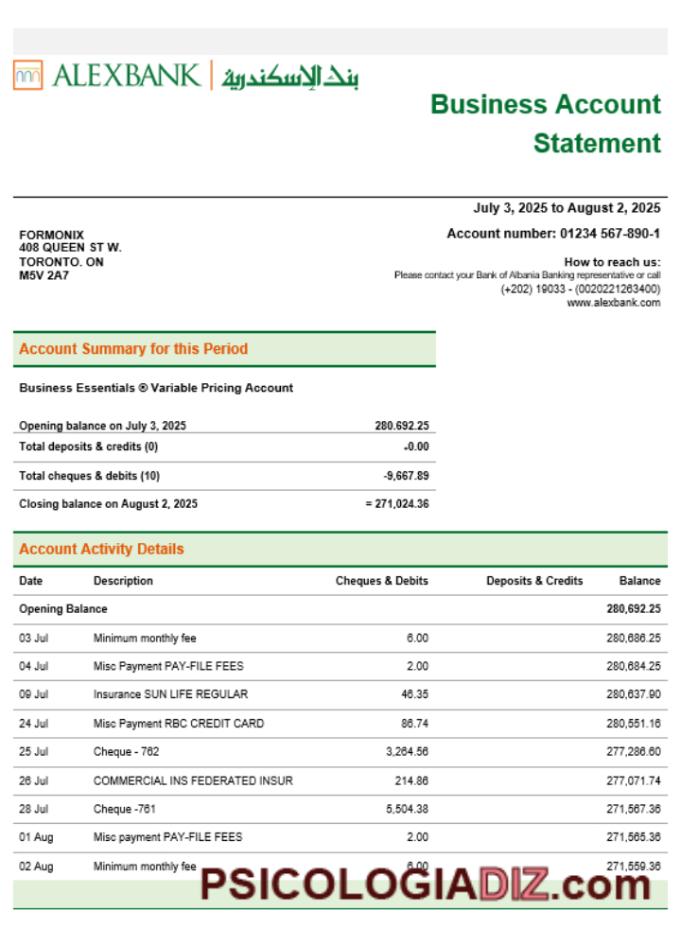 ALEXBANK | بنك الإسكندرية
Business Account
Statement
July 3, 2025 to August 2, 2025
Account number: 01234 567-890-1
FORMONIX
408 QUEEN ST W.
TORONTO. ON
M5V 2A7
How to reach us:
Please contact your Bank of Albania Banking representative or call
(+202) 19033 - (0020221263400)
www.alexbank.com
Account Summary for this Period
Business Essentials ® Variable Pricing Account
Opening balance on July 3, 2025 280.692.25
Total deposits & credits (0) -0.00
Total cheques & debits (10) -9,667.89
Closing balance on August 2, 2025 = 271,024.36
Account Activity Details
Date Description Cheques & Debits Deposits & Credits Balance
Opening Balance 280,692.25
03 Jul Minimum monthly fee 6.00 280,686.25
04 Jul Misc Payment PAY-FILE FEES 2.00 280,684.25
09 Jul Insurance SUN LIFE REGULAR 46.35 280,637.90
24 Jul Misc Payment RBC CREDIT CARD 86.74 280,551.16
25 Jul Cheque - 762 3,264.56 277,286.60
26 Jul COMMERCIAL INS FEDERATED INSUR 214.86 277,071.74
28 Jul Cheque -761 5,504.38 271,567.36
01 Aug Misc payment PAY-FILE FEES 2.00 271,565.36
02 Aug Minimum monthly fee 6.00 271,559.36
PSICOLOGIADIZ.com